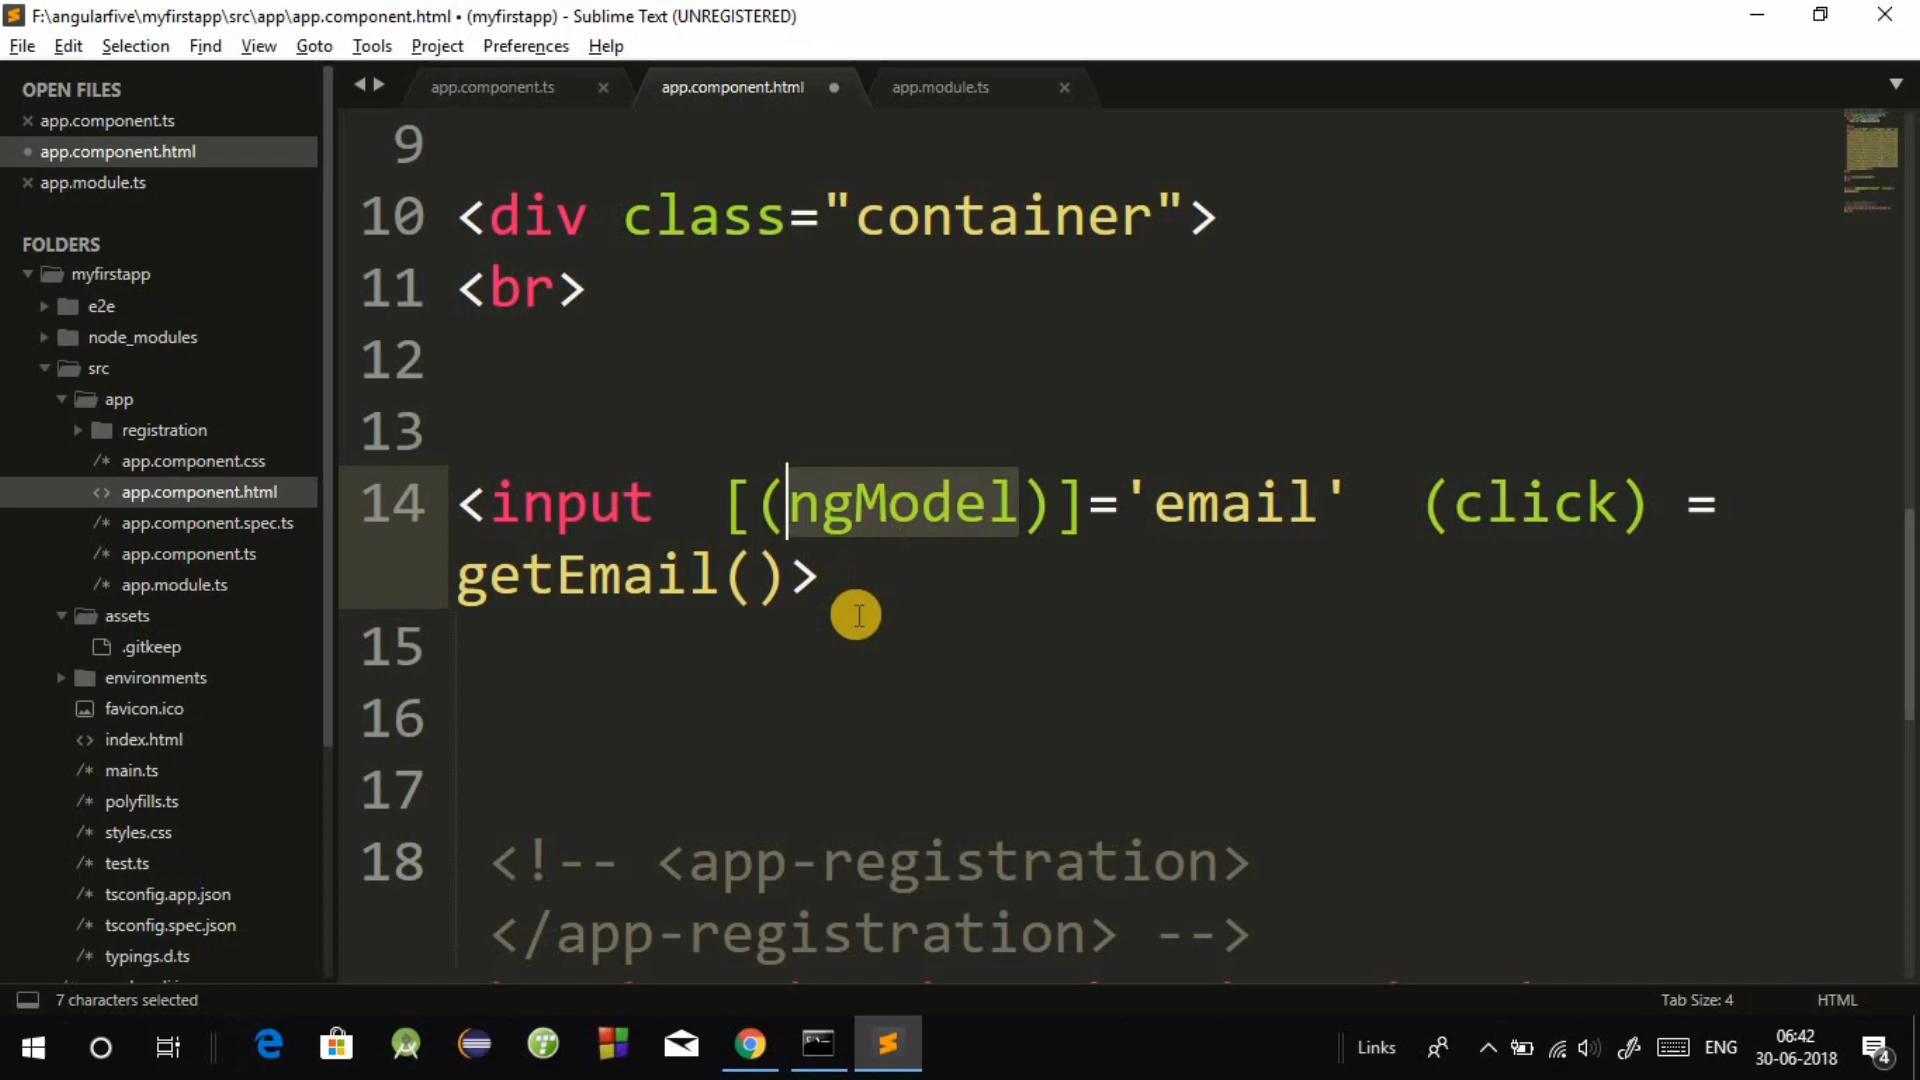 F:\angularfive\myfirstapp\src\app\app.component.html • (myfirstapp) - Sublime Text (UNREGISTERED)
File Edit Selection Find View Goto Tools Project Preferences Help
OPEN FILES
app.component.ts
app.component.html
app.module.ts
FOLDERS
myfirstapp
e2e
node_modules
src
app
registration
/* app.component.css
<> app.component.html
/* app.component.spec.ts
/* app.component.ts
/* app.module.ts
assets
.gitkeep
environments
favicon.ico
<> index.html
/* main.ts
/* polyfills.ts
/* styles.css
/* test.ts
/* tsconfig.app.json
/* tsconfig.spec.json
/* typings.d.ts
app.component.ts app.component.html app.module.ts
9
10 <div class="container">
11 <br>
12
13
14 <input [(ngModel)]='email' (click) =
getEmail()>
15
16
17
18 <!-- <app-registration>
</app-registration> -->
7 characters selected Tab Size: 4 HTML
Links ENG 06:42
30-06-2018 4